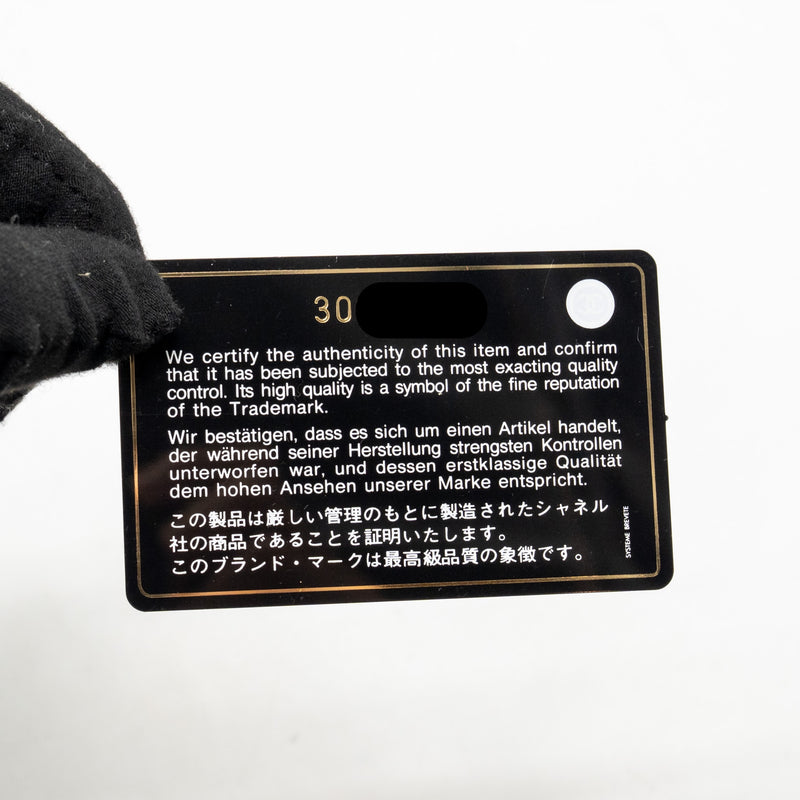 30
We certify the authenticity of this item and confirm
that it has been subjected to the most exacting quality
control. Its high quality is a symbol of the fine reputation
of the Trademark.
Wir bestätigen, dass es sich um einen Artikel handelt,
der während seiner Herstellung strengsten Kontrollen
unterworfen war, und dessen erstklassige Qualität
dem hohen Ansehen unserer Marke entspricht.
この製品は厳しい管理のもとに製造されたシャネル
社の商品であることを証明いたします。
このブランド・マークは最高級品質の象徴です。
SYSTEME BREVETE